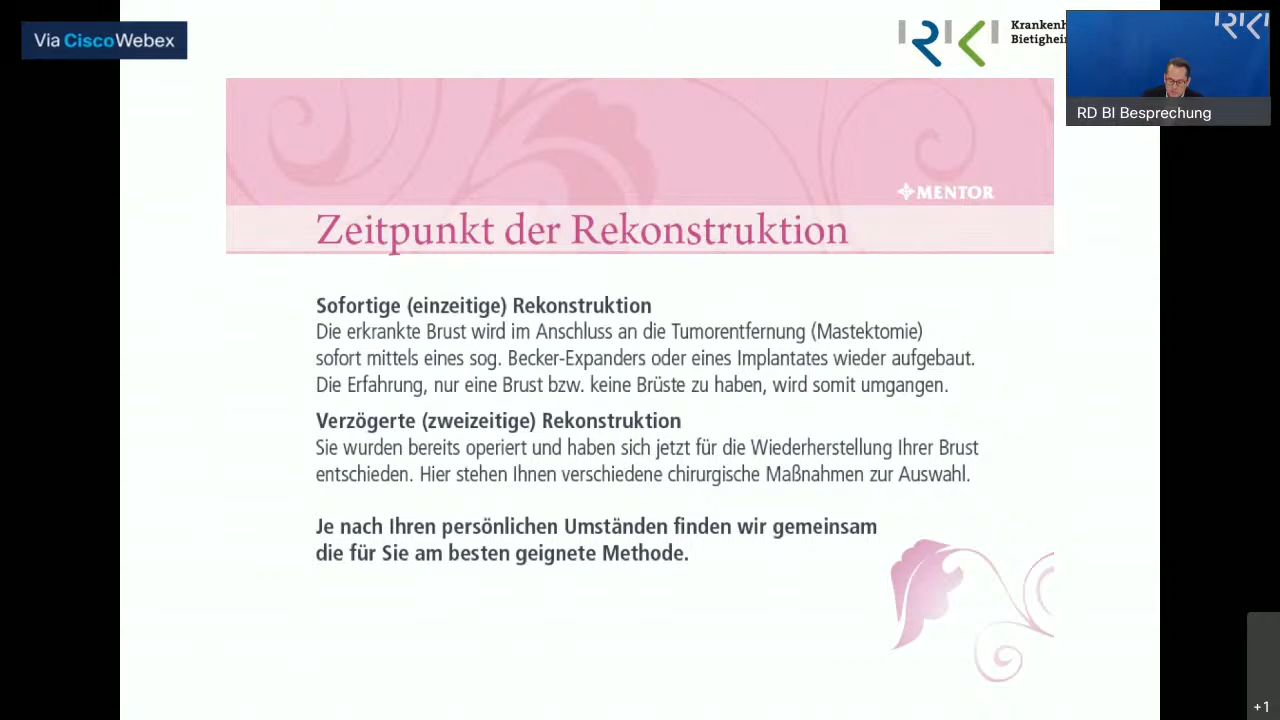 Via Cisco Webex
RKI
Bietigheim
RKI
RD BI Besprechung
MENTOR
Zeitpunkt der Rekonstruktion
Sofortige (einzeitige) Rekonstruktion
Die erkrankte Brust wird im Anschluss an die Tumorentfernung (Mastektomie)
sofort mittels eines sog. Becker-Expanders oder eines Implantates wieder aufgebaut.
Die Erfahrung, nur eine Brust bzw. keine Brüste zu haben, wird somit umgangen.
Verzögerte (zweizeitige) Rekonstruktion
Sie wurden bereits operiert und haben sich jetzt für die Wiederherstellung Ihrer Brust
entschieden. Hier stehen Ihnen verschiedene chirurgische Maßnahmen zur Auswahl.
Je nach Ihren persönlichen Umständen finden wir gemeinsam
die für Sie am besten geignete Methode.
+1